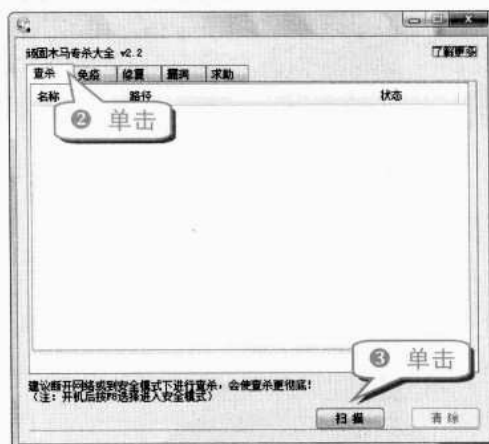 顽固木马专杀大全 v2.2
了解更多
查杀 免疫 修复 漏洞 求助
名称 路径 状态
❷ 单击
❸ 单击
建议断开网络或到安全模式下进行查杀，会使查杀更彻底！
（注：开机后按F8选择进入安全模式）
扫描 清除